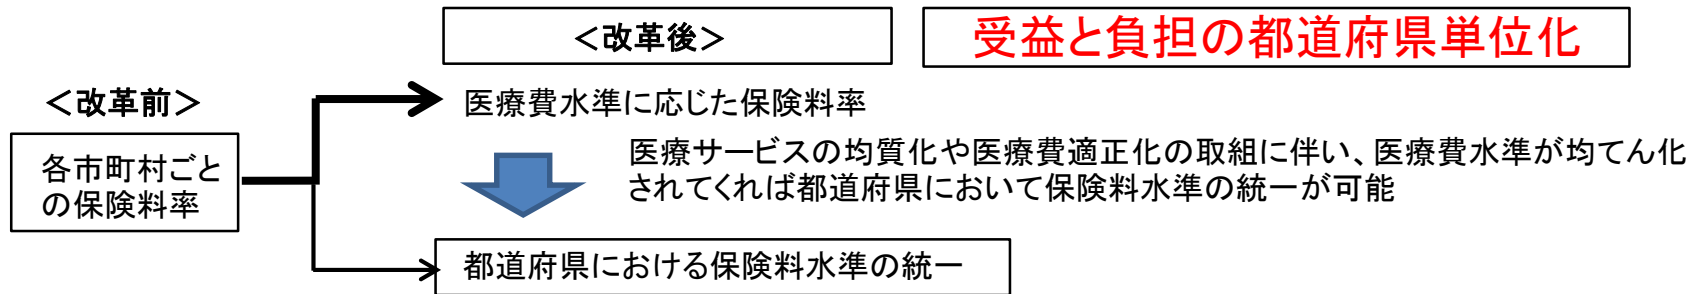 ＜改革後＞
受益と負担の都道府県単位化
＜改革前＞
各市町村ごと
の保険料率
医療費水準に応じた保険料率
医療サービスの均質化や医療費適正化の取組に伴い、医療費水準が均てん化
されてくれば都道府県において保険料水準の統一が可能
都道府県における保険料水準の統一